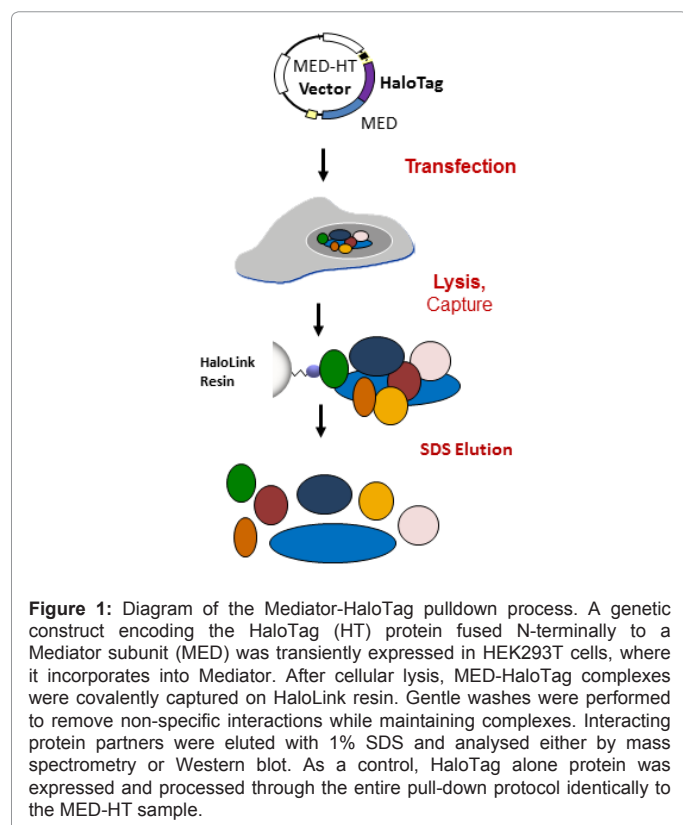 MED-HT
Vector
HaloTag
MED
Transfection
Lysis,
Capture
HaloLink
Resin
SDS Elution
Figure 1: Diagram of the Mediator-HaloTag pulldown process. A genetic
construct encoding the HaloTag (HT) protein fused N-terminally to a
Mediator subunit (MED) was transiently expressed in HEK293T cells, where
it incorporates into Mediator. After cellular lysis, MED-HaloTag complexes
were covalently captured on HaloLink resin. Gentle washes were performed
to remove non-specific interactions while maintaining complexes. Interacting
protein partners were eluted with 1% SDS and analysed either by mass
spectrometry or Western blot. As a control, HaloTag alone protein was
expressed and processed through the entire pull-down protocol identically to
the MED-HT sample.